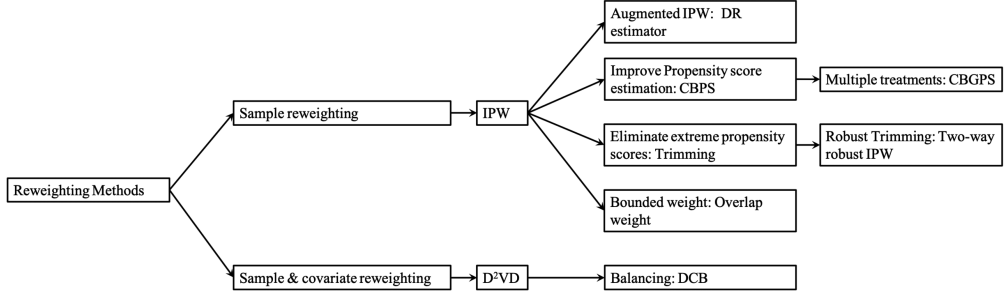 Augmented IPW: DR
estimator
Improve Propensity score
estimation: CBPS
Multiple treatments: CBGPS
Sample reweighting
IPW
Eliminate extreme propensity
scores: Trimming
Robust Trimming: Two-way
robust IPW
Reweighting Methods
Bounded weight: Overlap
weight
Sample & covariate reweighting
D²VD
Balancing: DCB